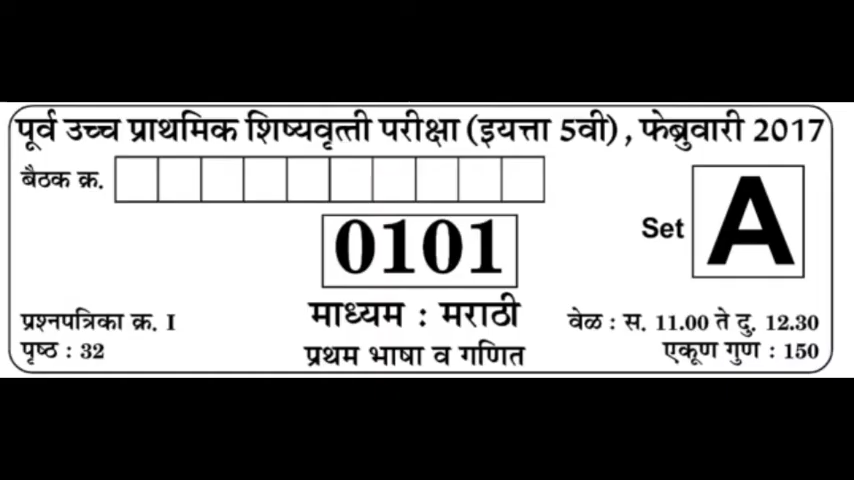 पूर्व उच्च प्राथमिक शिष्यवृत्ती परीक्षा (इयत्ता 5वी) , फेब्रुवारी 2017
बैठक क्र.
0101
Set A
माध्यम : मराठी
प्रश्नपत्रिका क्र. I
वेळ : स. 11.00 ते दु. 12.30
पृष्ठ : 32
प्रथम भाषा व गणित
एकूण गुण : 150